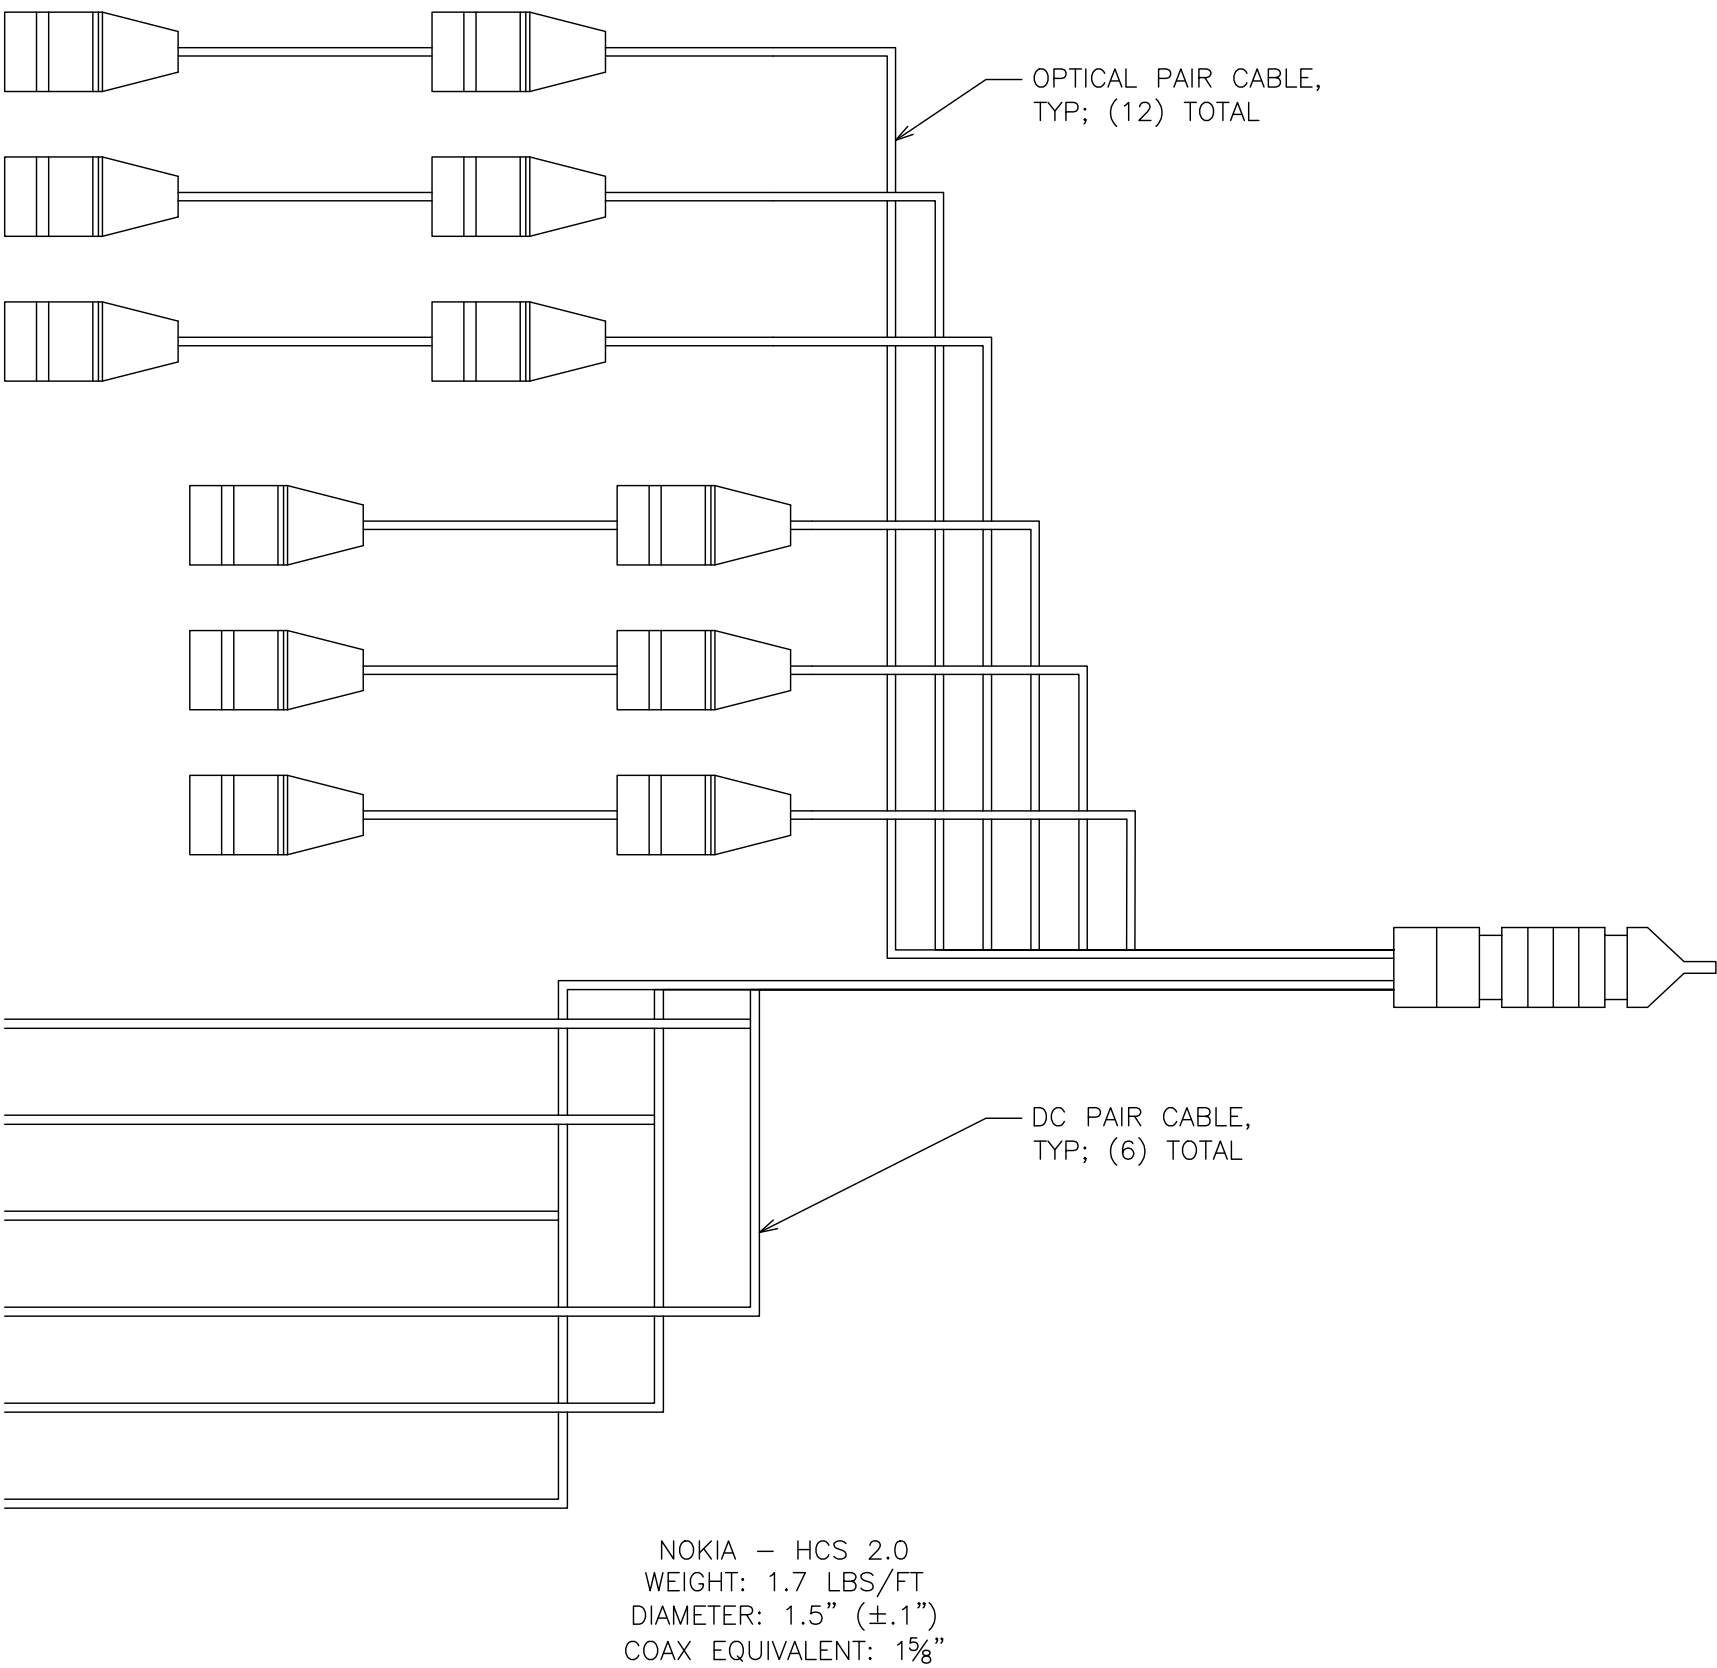 OPTICAL PAIR CABLE,
TYP; (12) TOTAL
DC PAIR CABLE,
TYP; (6) TOTAL
NOKIA – HCS 2.0
WEIGHT: 1.7 LBS/FT
DIAMETER: 1.5” (±.1”)
COAX EQUIVALENT: 1⅝”